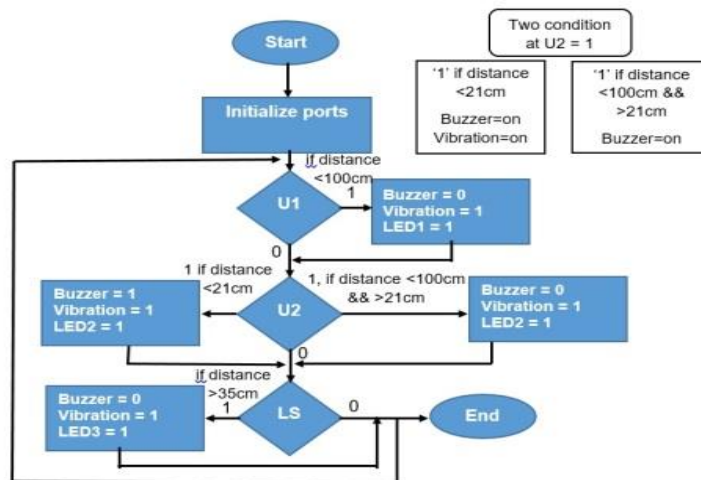 Start
Two condition
at U2 = 1
'1' if distance
<21cm
Buzzer=on
Vibration=on
'1' if distance
<100cm &&
>21cm
Buzzer=on
Initialize ports
if distance
<100cm
U1
1
Buzzer = 0
Vibration = 1
LED1 = 1
0
1 if distance
<21cm
1, if distance <100cm
&& >21cm
Buzzer = 1
Vibration = 1
LED2 = 1
U2
Buzzer = 0
Vibration = 1
LED2 = 1
0
if distance
>35cm
1
Buzzer = 0
Vibration = 1
LED3 = 1
LS
0
End